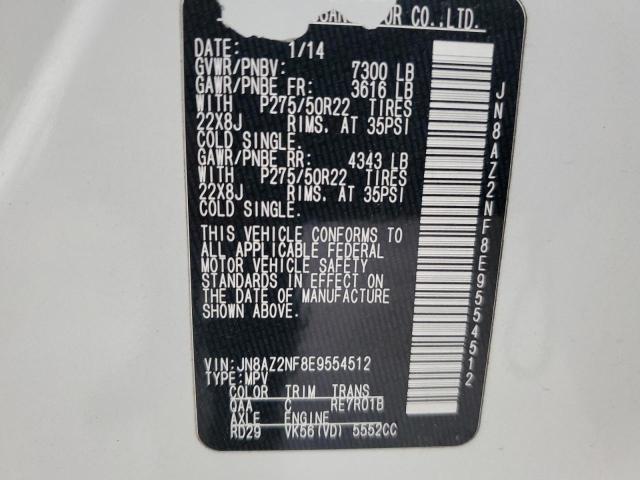 CO.,LTD.
DATE: 1/14
GVWR/PNBV: 7300 LB
GAWR/PNBE FR: 3616 LB
WITH P275/50R22 TIRES
22X8J RIMS. AT 35PSI
COLD SINGLE.
GAWR/PNBE RR: 4343 LB
WITH P275/50R22 TIRES
22X8J RIMS. AT 35PSI
COLD SINGLE.
THIS VEHICLE CONFORMS TO
ALL APPLICABLE FEDERAL
MOTOR VEHICLE SAFETY
STANDARDS IN EFFECT ON
THE DATE OF MANUFACTURE
SHOWN ABOVE.
VIN: JN8AZ2NF8E9554512
TYPE: MPV
COLOR TRIM TRANS
QAA C RE7R01B
AXLE ENGINE
RD29 VK56(VD) 5552CC
JN8AZ2NF8E9554512